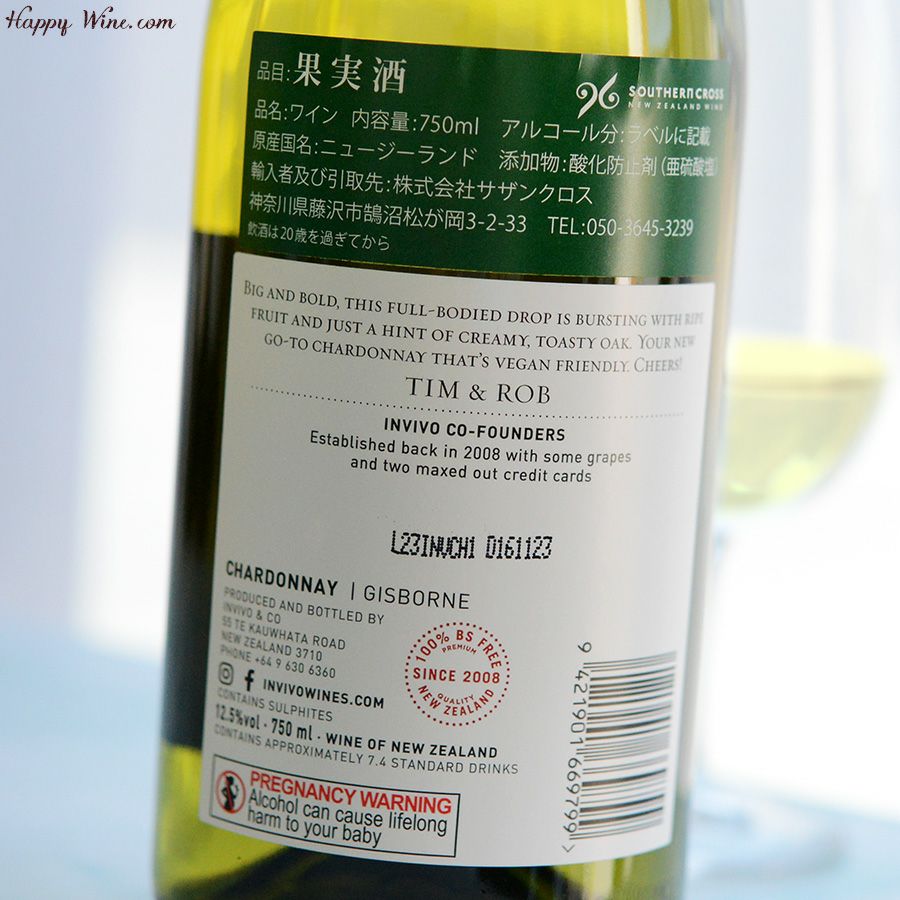 Happy Wine.com
品目:果実酒
SOUTHERN CROSS
NEW ZEALAND WINE
品名:ワイン 内容量:750ml アルコール分:ラベルに記載
原産国名:ニュージーランド 添加物:酸化防止剤(亜硫酸塩)
輸入者及び引取先:株式会社サザンクロス
神奈川県藤沢市鵠沼松が岡3-2-33 TEL:050-3645-3239
飲酒は20歳を過ぎてから
BIG AND BOLD, THIS FULL-BODIED DROP IS BURSTING WITH RIPE
FRUIT AND JUST A HINT OF CREAMY, TOASTY OAK. YOUR NEW
GO-TO CHARDONNAY THAT'S VEGAN FRIENDLY. CHEERS!
TIM & ROB
INVIVO CO-FOUNDERS
Established back in 2008 with some grapes
and two maxed out credit cards
L23INUCH1 D161123
CHARDONNAY | GISBORNE
PRODUCED AND BOTTLED BY
INVIVO & CO
55 TE KAUWHATA ROAD
NEW ZEALAND 3710
PHONE +64 9 630 6360
INVIVOWINES.COM
CONTAINS SULPHITES
12.5%vol · 750 ml · WINE OF NEW ZEALAND
CONTAINS APPROXIMATELY 7.4 STANDARD DRINKS
100% BS FREE
PREMIUM
SINCE 2008
QUALITY
NEW ZEALAND
9 421901 669799 >
PREGNANCY WARNING
Alcohol can cause lifelong
harm to your baby